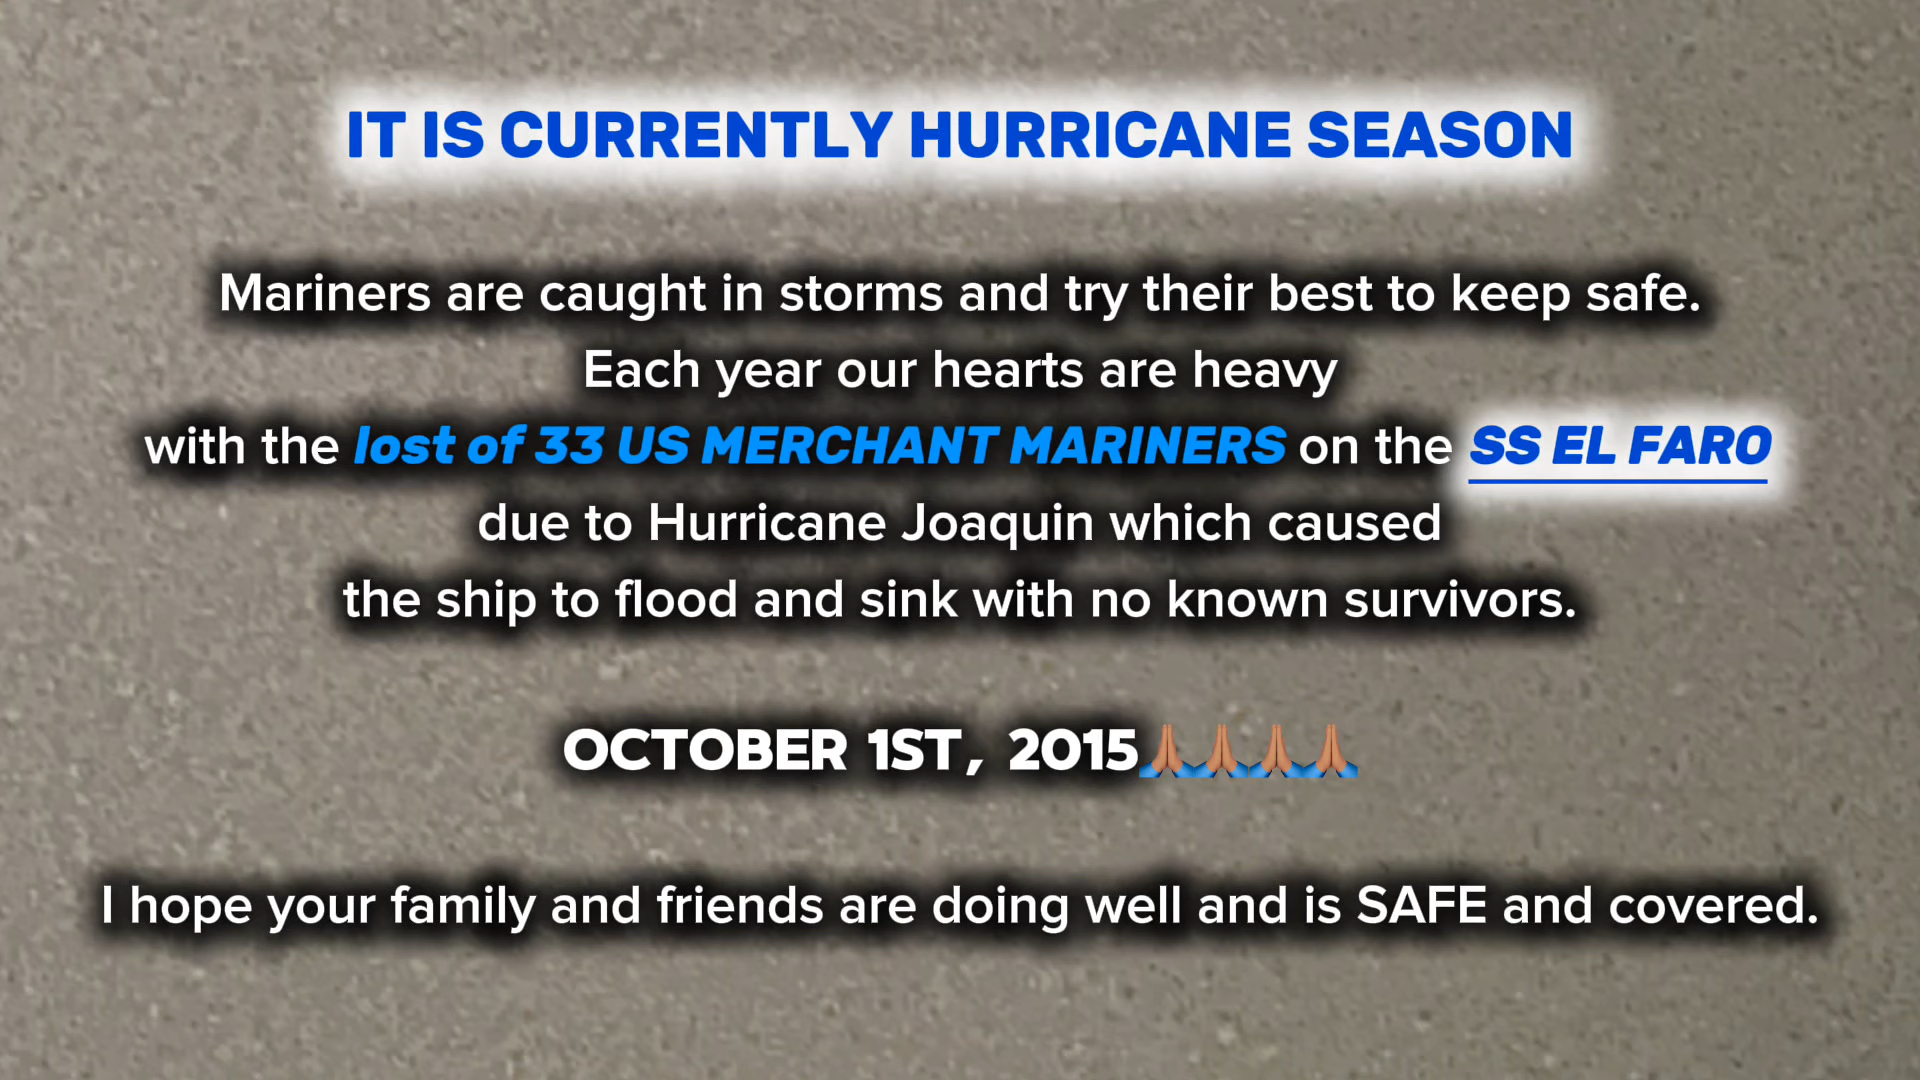 IT IS CURRENTLY HURRICANE SEASON
Mariners are caught in storms and try their best to keep safe.
Each year our hearts are heavy
with the lost of 33 US MERCHANT MARINERS on the SS EL FARO
due to Hurricane Joaquin which caused
the ship to flood and sink with no known survivors.
OCTOBER 1ST, 2015🙏🏽🙏🏽🙏🏽🙏🏽
I hope your family and friends are doing well and is SAFE and covered.